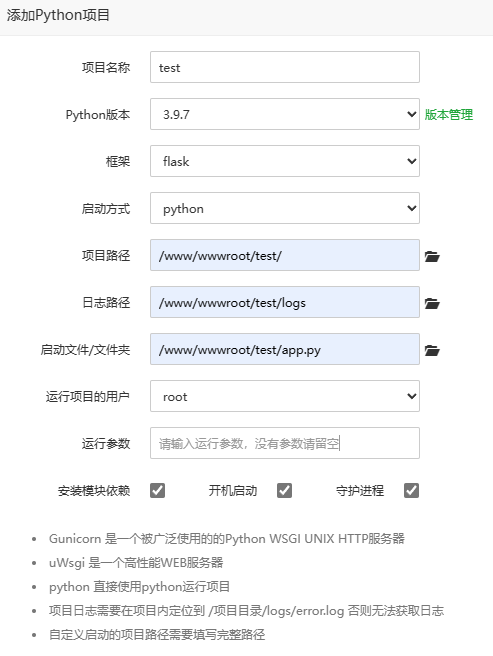 添加Python项目
项目名称 test
Python版本 3.9.7 版本管理
框架 flask
启动方式 python
项目路径 /www/wwwroot/test/
日志路径 /www/wwwroot/test/logs
启动文件/文件夹 /www/wwwroot/test/app.py
运行项目的用户 root
运行参数 请输入运行参数，没有参数请留空
安装模块依赖 开机启动 守护进程
Gunicorn 是一个被广泛使用的的Python WSGI UNIX HTTP服务器
uWsgi 是一个高性能WEB服务器
python 直接使用python运行项目
项目日志需要在项目内定位到 /项目目录/logs/error.log 否则无法获取日志
自定义启动的项目路径需要填写完整路径